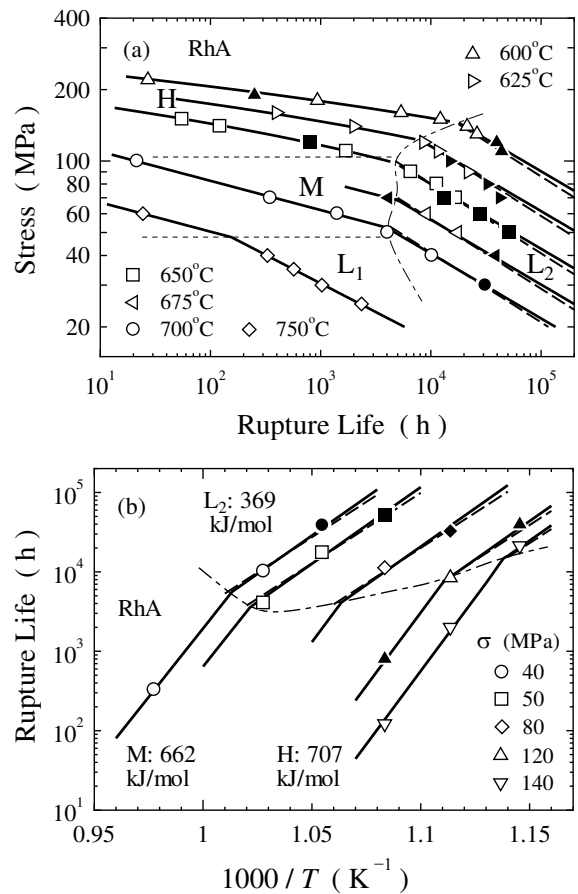 400
(a)
RhA
600°C
625°C
200
H
100
80
M
60
40
L1
L2
650°C
675°C
700°C
750°C
20
Stress ( MPa )
10^1
10^2
10^3
10^4
10^5
Rupture Life ( h )
(b)
10^5
L2: 369
kJ/mol
10^4
RhA
10^3
σ (MPa)
40
50
80
120
140
10^2
M: 662
kJ/mol
H: 707
kJ/mol
10^1
Rupture Life ( h )
0.95
1
1.05
1.1
1.15
1000 / T ( K^-1 )